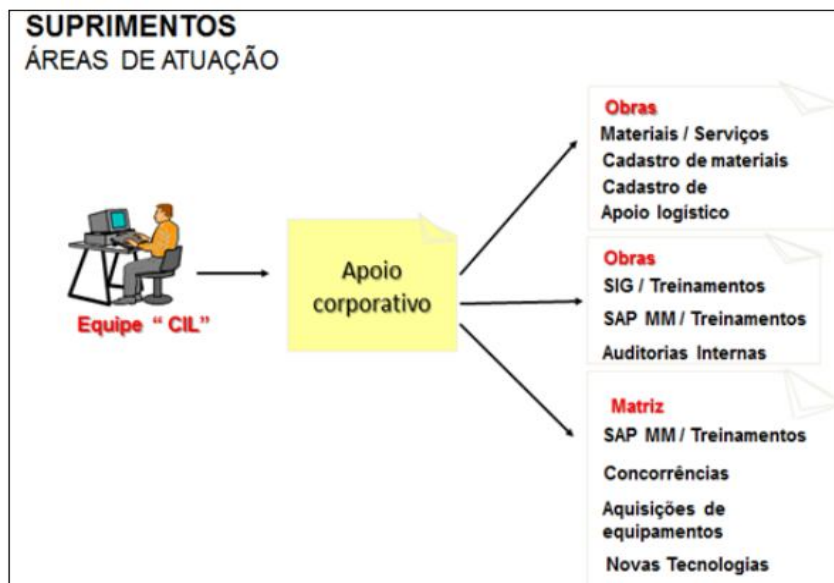 SUPRIMENTOS
ÁREAS DE ATUAÇÃO
Equipe “ CIL”
Apoio
corporativo
Obras
Materiais / Serviços
Cadastro de materiais
Cadastro de
Apoio logístico
Obras
SIG / Treinamentos
SAP MM / Treinamentos
Auditorias Internas
Matriz
SAP MM / Treinamentos
Concorrências
Aquisições de
equipamentos
Novas Tecnologias